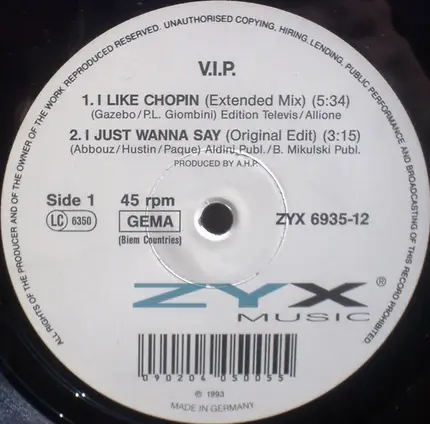 ALL RIGHTS OF THE PRODUCER AND OF THE OWNER OF THE WORK REPRODUCED RESERVED. UNAUTHORISED COPYING, HIRING, LENDING, PUBLIC PERFORMANCE AND BROADCASTING OF THIS RECORD PROHIBITED.
V.I.P.
1. I LIKE CHOPIN (Extended Mix) (5:34)
(Gazebo/P.L. Giombini) Edition Televis/Allione
2. I JUST WANNA SAY (Original Edit) (3:15)
(Abbouz/Hustin/Paque) Aldini Publ./B. Mikulski Publ.
PRODUCED BY A.H.P.
Side 1 45 rpm
LC 6350 GEMA ZYX 6935-12
(Biem Countries)
ZYX ®
MUSIC
090204 050055
© 1993
MADE IN GERMANY